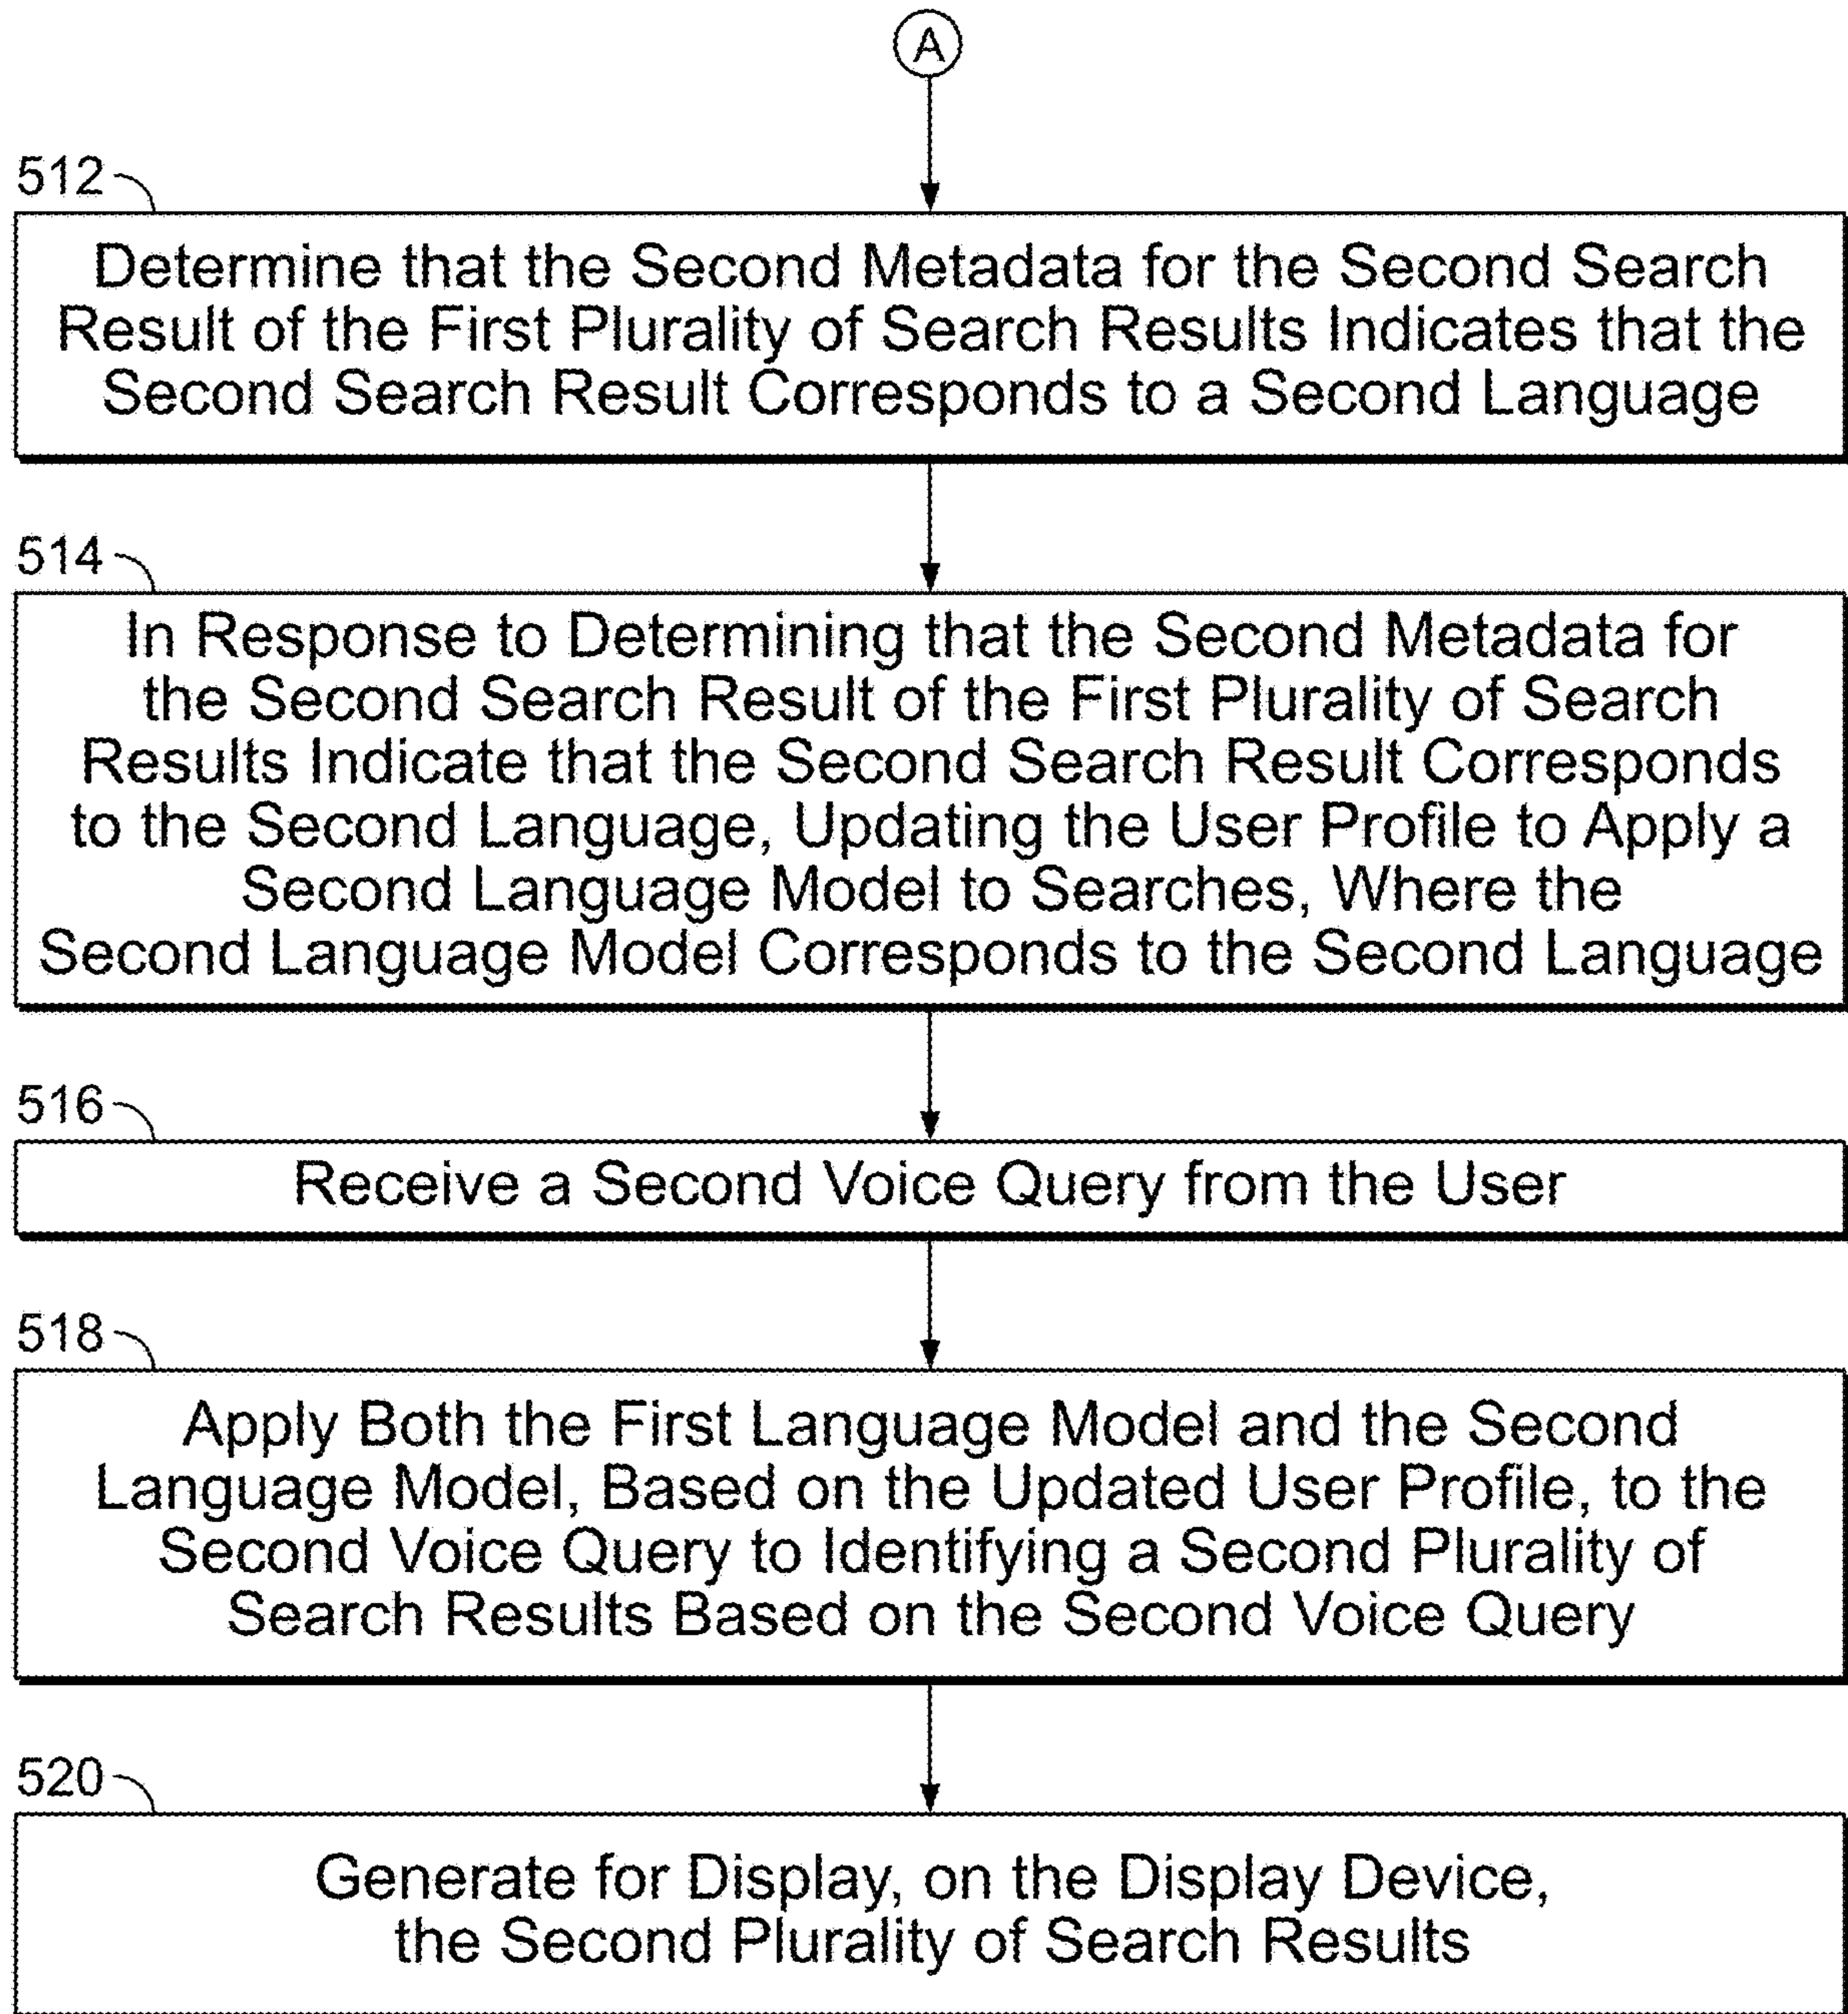 A
512
Determine that the Second Metadata for the Second Search
Result of the First Plurality of Search Results Indicates that the
Second Search Result Corresponds to a Second Language
514
In Response to Determining that the Second Metadata for
the Second Search Result of the First Plurality of Search
Results Indicate that the Second Search Result Corresponds
to the Second Language, Updating the User Profile to Apply a
Second Language Model to Searches, Where the
Second Language Model Corresponds to the Second Language
516
Receive a Second Voice Query from the User
518
Apply Both the First Language Model and the Second
Language Model, Based on the Updated User Profile, to the
Second Voice Query to Identifying a Second Plurality of
Search Results Based on the Second Voice Query
520
Generate for Display, on the Display Device,
the Second Plurality of Search Results